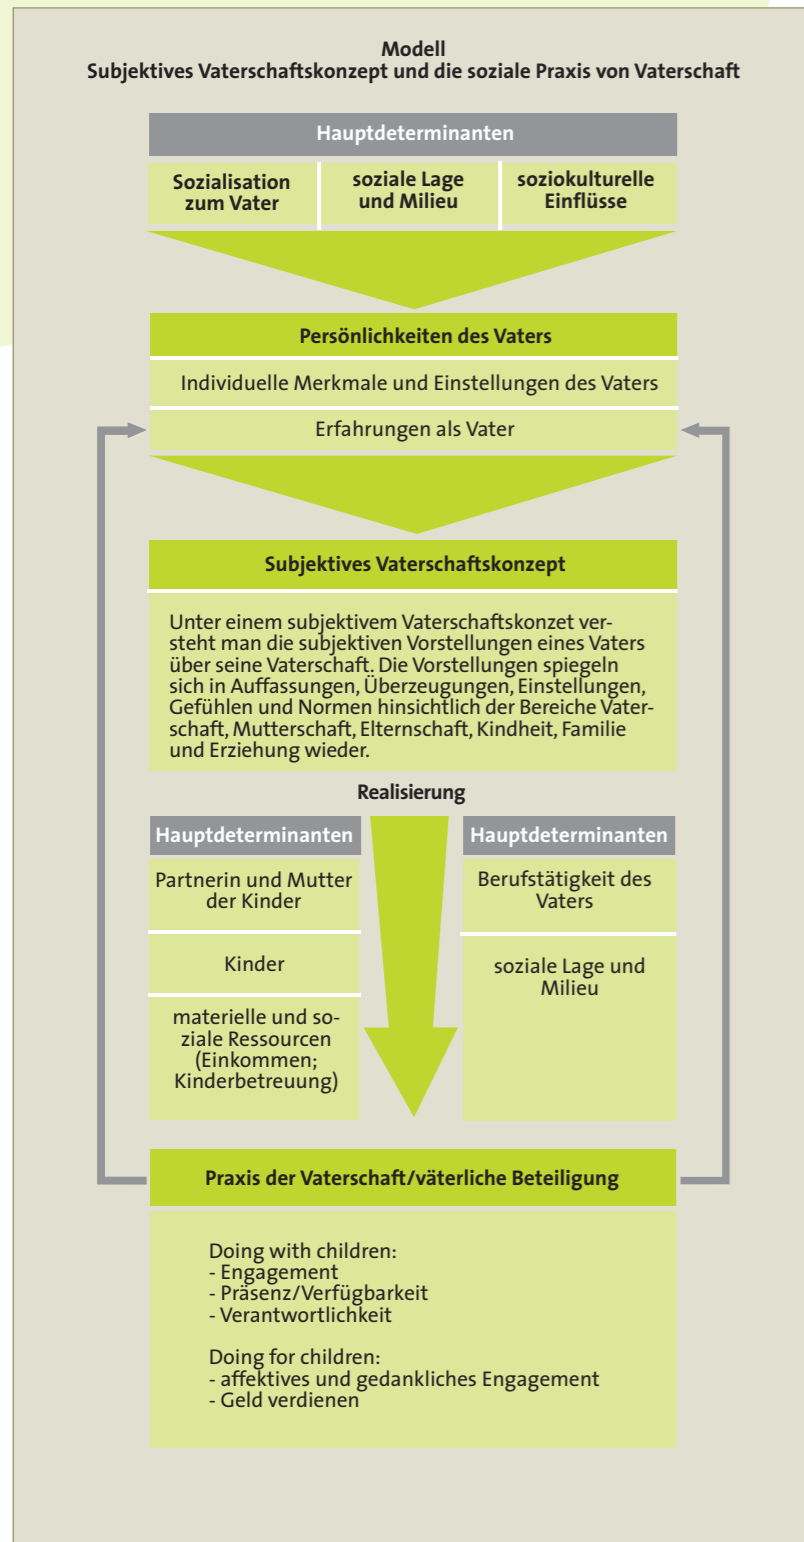 Modell
Subjektives Vaterschaftskonzept und die soziale Praxis von Vaterschaft
Hauptdeterminanten
Sozialisation
zum Vater
soziale Lage
und Milieu
soziokulturelle
Einflüsse
Persönlichkeiten des Vaters
Individuelle Merkmale und Einstellungen des Vaters
Erfahrungen als Vater
Subjektives Vaterschaftskonzept
Unter einem subjektivem Vaterschaftskonzet ver-
steht man die subjektiven Vorstellungen eines Vaters
über seine Vaterschaft. Die Vorstellungen spiegeln
sich in Auffassungen, Überzeugungen, Einstellungen,
Gefühlen und Normen hinsichtlich der Bereiche Vater-
schaft, Mutterschaft, Elternschaft, Kindheit, Familie
und Erziehung wieder.
Realisierung
Hauptdeterminanten
Partnerin und Mutter
der Kinder
Kinder
materielle und so-
ziale Ressourcen
(Einkommen;
Kinderbetreuung)
Hauptdeterminanten
Berufstätigkeit des
Vaters
soziale Lage und
Milieu
Praxis der Vaterschaft/väterliche Beteiligung
Doing with children:
- Engagement
- Präsenz/Verfügbarkeit
- Verantwortlichkeit
Doing for children:
- affektives und gedankliches Engagement
- Geld verdienen